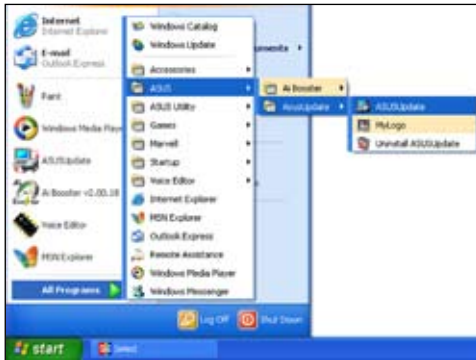 Internet
Internet Explorer
E-mail
Outlook Express
Paint
Windows Media Play
ASUSUpdate
Ai Booster v2.00.18
Voice Editor
MSN Explorer
All Programs
Windows Catalog
Windows Update
Accessories
ASUS
ASUS Utility
Games
Marvell
Startup
Voice Editor
Internet Explorer
MSN Explorer
Outlook Express
Remote Assistance
Windows Media Player
Windows Messenger
uments
Ai Booster
AsusUpdate
ASUSUpdate
MyLogo
Uninstall ASUSUpdate
Log Off
Shut Down
start
Select